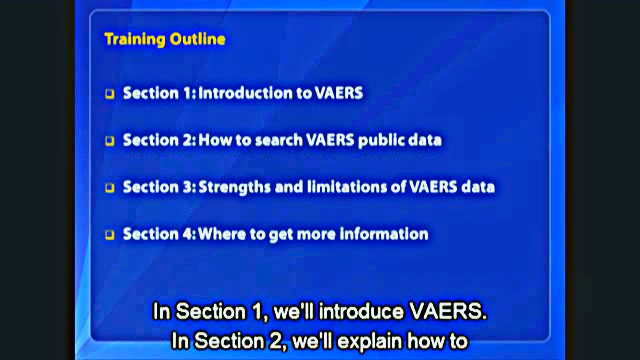 Training Outline
Section 1: Introduction to VAERS
Section 2: How to search VAERS public data
Section 3: Strengths and limitations of VAERS data
Section 4: Where to get more information
In Section 1, we'll introduce VAERS.
In Section 2, we'll explain how to